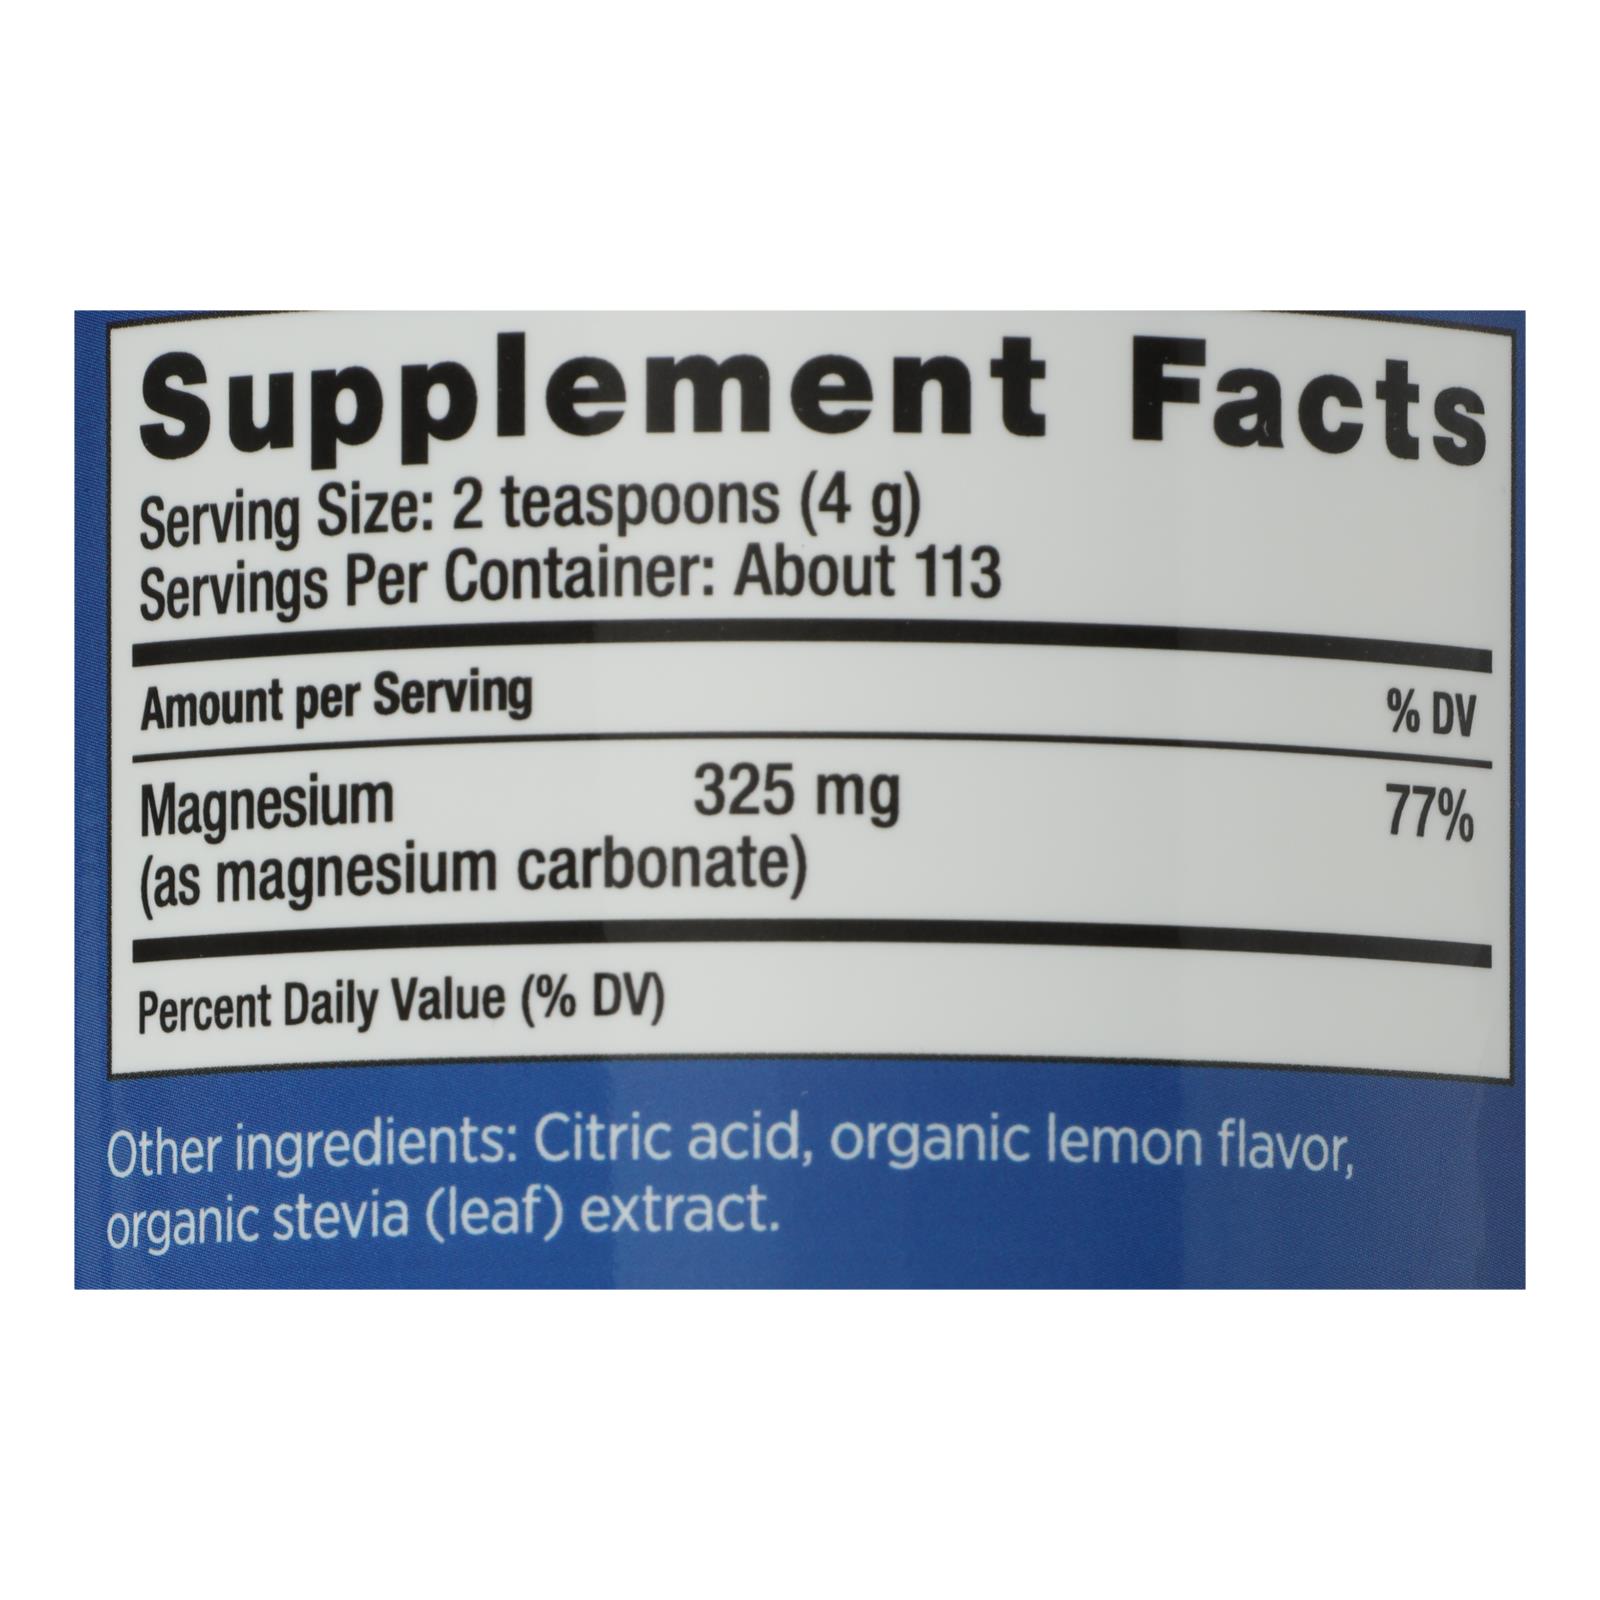 Supplement Facts
Serving Size: 2 teaspoons (4 g)
Servings Per Container: About 113
Amount per Serving % DV
Magnesium 325 mg 77%
(as magnesium carbonate)
Percent Daily Value (% DV)
Other ingredients: Citric acid, organic lemon flavor,
organic stevia (leaf) extract.